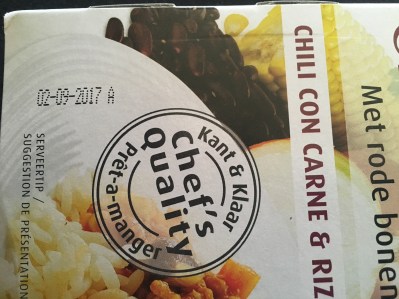 02-09-2017 A
Kant & Klaar
Chef's
Quality
Prêt-a-manger
SERVEERTIP /
SUGGESTION DE PRÉSENTATION
CHILI CON CARNE & RIZ
Met rode bonen